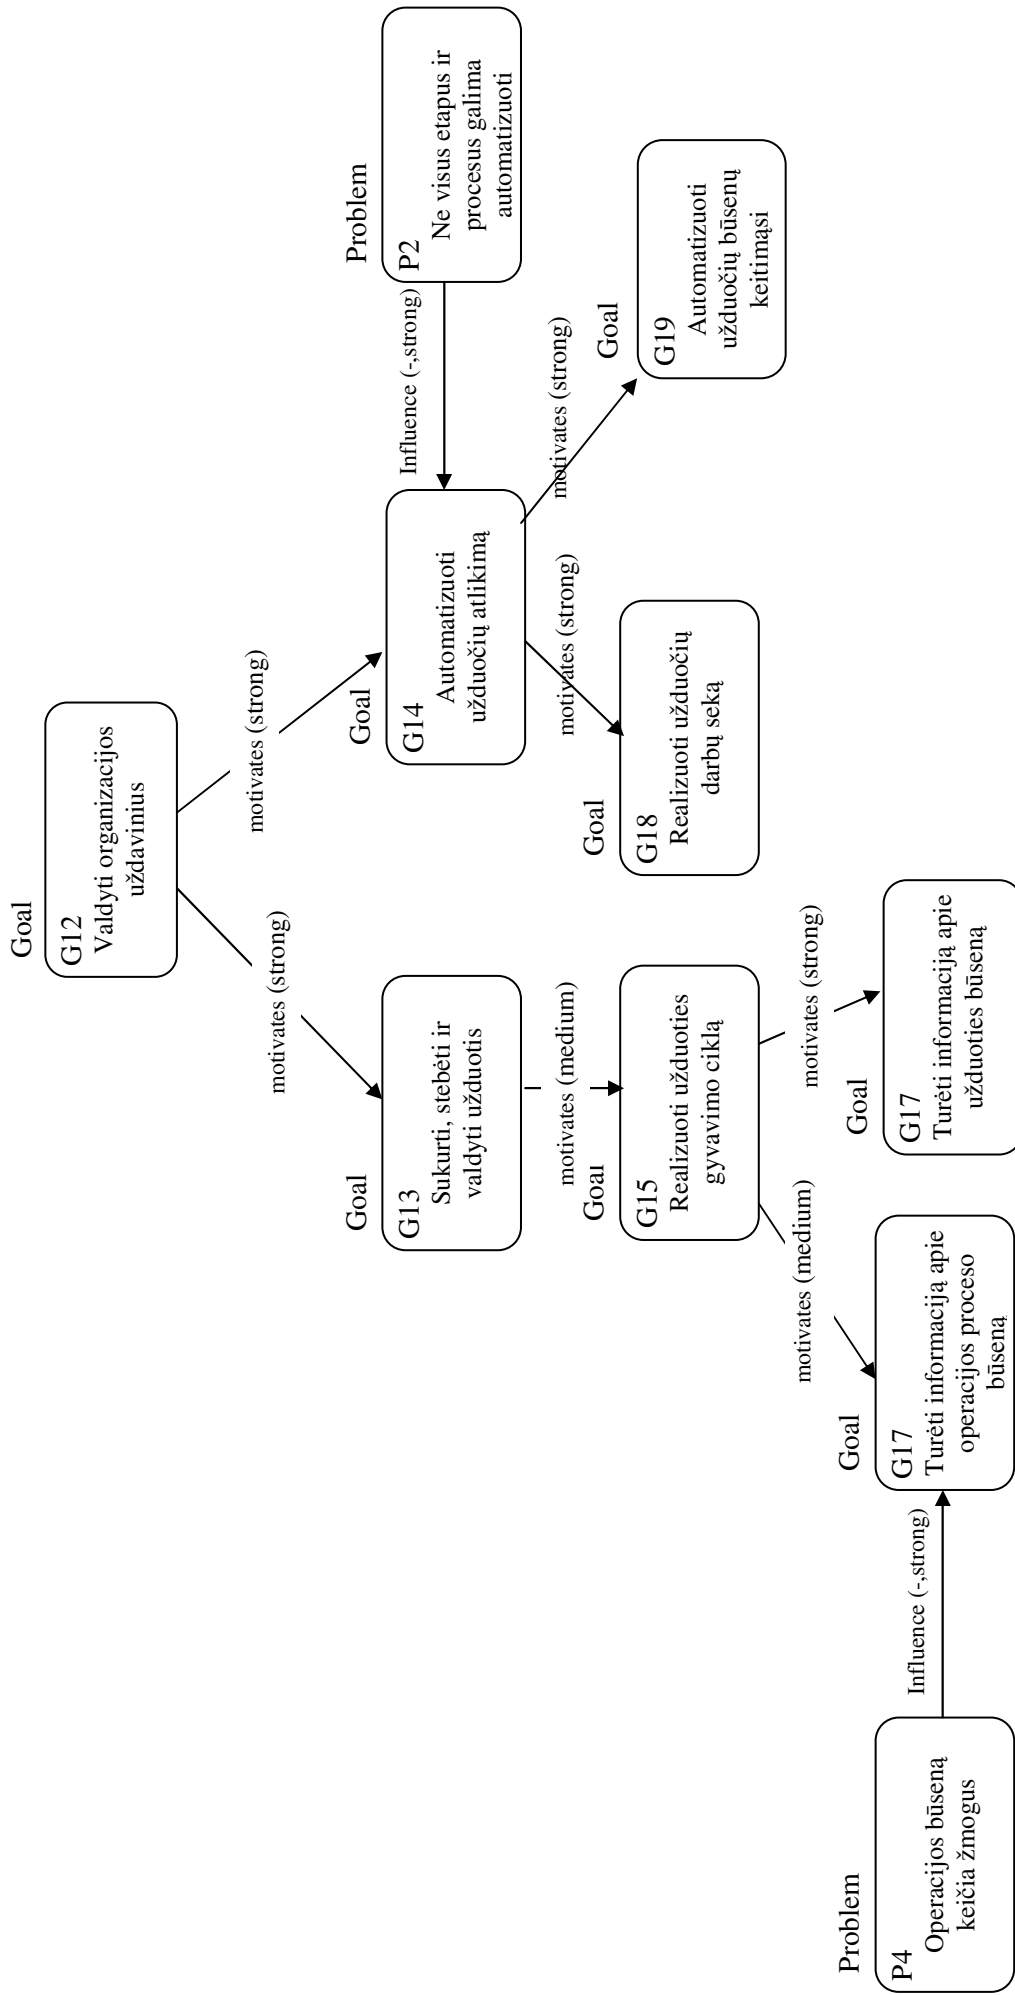 Goal
G12
Valdyti organizacijos
uždavinius
motivates (strong)
motivates (strong)
Goal
G13
Sukurti, stebėti ir
valdyti užduotis
Goal
G14
Automatizuoti
užduočių atlikimą
Influence (-,strong)
Problem
P2
Ne visus etapus ir
procesus galima
automatizuoti
motivates (medium)
motivates (strong)
motivates (strong)
Goal
G15
Realizuoti užduoties
gyvavimo ciklą
Goal
G18
Realizuoti užduočių
darbų seką
Goal
G19
Automatizuoti
užduočių būsenų
keitimąsi
motivates (medium)
motivates (strong)
Problem
P4
Operacijos būseną
keičia žmogus
Influence (-,strong)
Goal
G17
Turėti informaciją apie
operacijos proceso
būseną
Goal
G17
Turėti informaciją apie
užduoties būseną